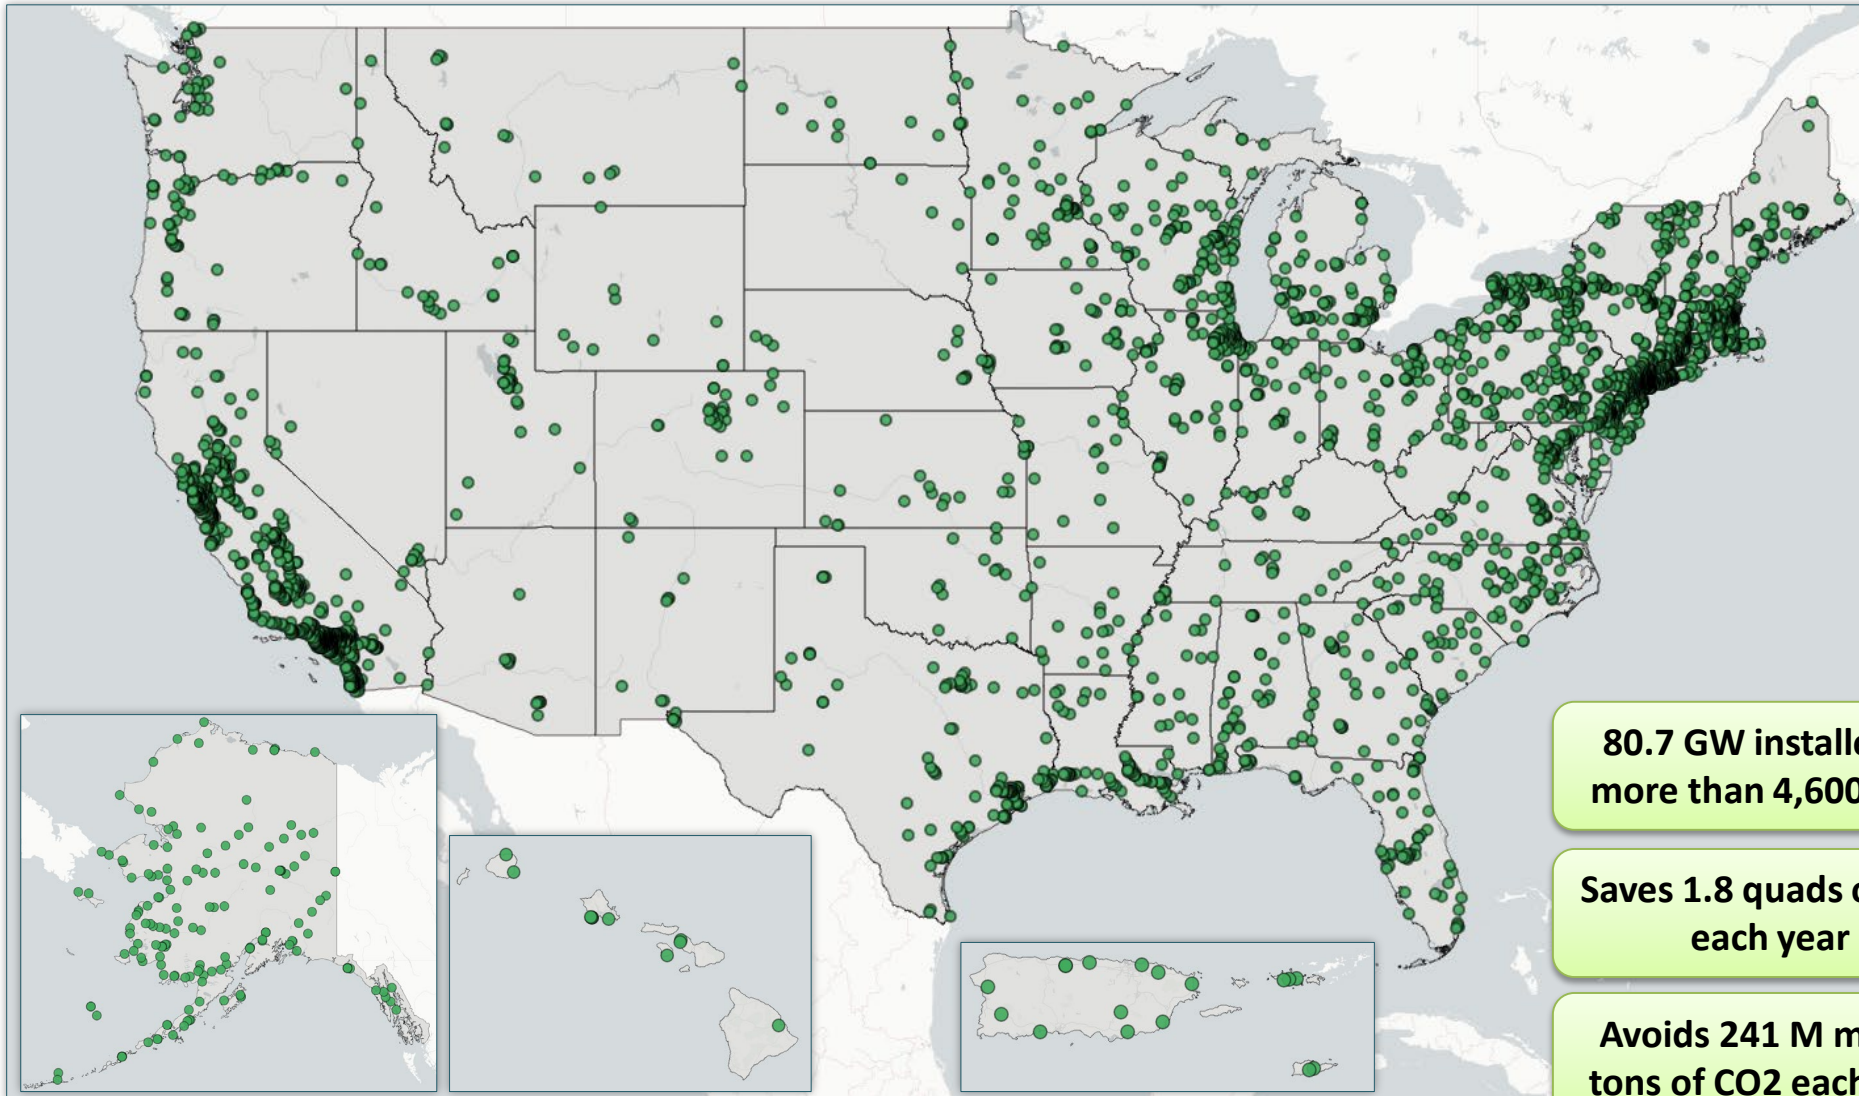 80.7 GW install
more than 4,600
Saves 1.8 quads
each year
Avoids 241 M
tons of CO2 each